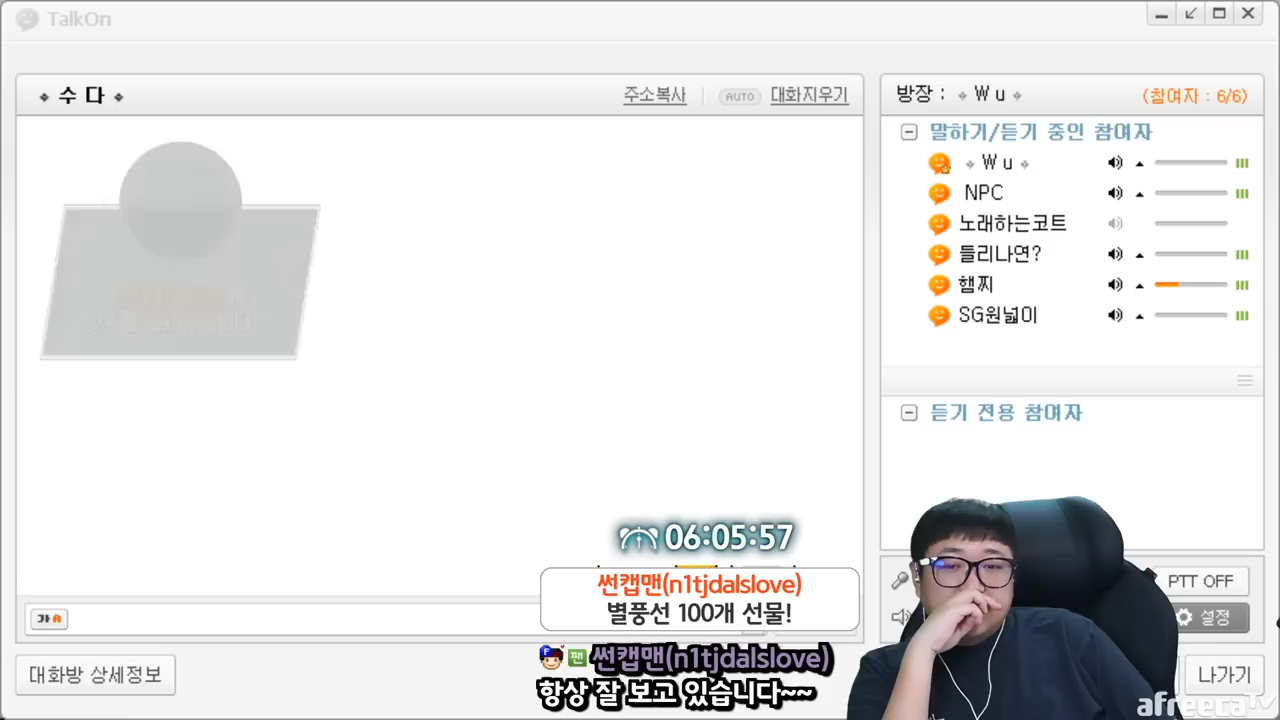 TalkOn
수 다
주소복사
AUTO
대화지우기
방장 : Wu
(참여자 : 6/6)
말하기/듣기 중인 참여자
Wu
NPC
노래하는코트
들리나연?
햄찌
SG원넓이
듣기 전용 참여자
06:05:57
썬캡맨(n1tjdalslove)
별풍선 100개 선물!
가
PTT OFF
설정
F 팬 썬캡맨(n1tjdalslove)
항상 잘 보고 있습니다~~
대화방 상세정보
나가기
afreecaTV